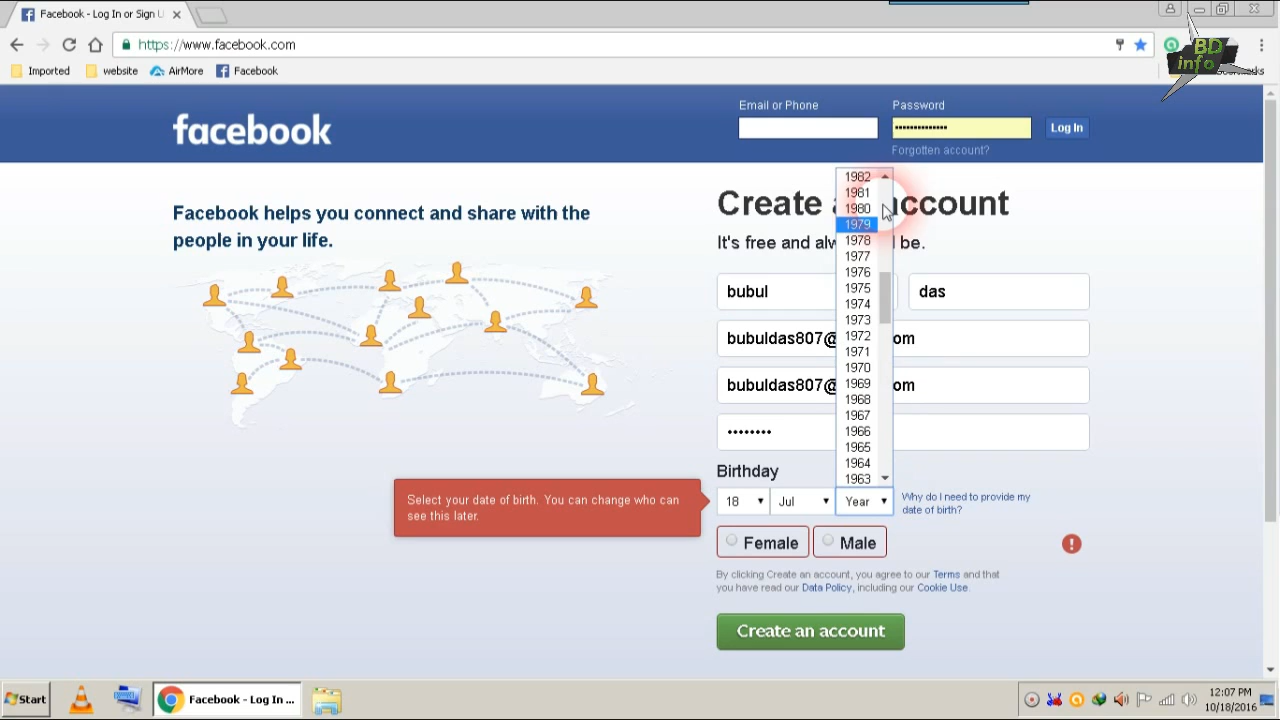 Facebook - Log In or Sign U
https://www.facebook.com
BD
info
Imported
website
AirMore
Facebook
facebook
Email or Phone
Password
••••••••••••••
Log In
Forgotten account?
Facebook helps you connect and share with the
people in your life.
Create a
ccount
It's free and alw
l be.
bubul
das
bubuldas807@
om
bubuldas807@
om
••••••••
1982
1981
1980
1979
1978
1977
1976
1975
1974
1973
1972
1971
1970
1969
1968
1967
1966
1965
1964
1963
Birthday
18
Jul
Year
Why do I need to provide my
date of birth?
Select your date of birth. You can change who can
see this later.
Female
Male
By clicking Create an account, you agree to our Terms and that
you have read our Data Policy, including our Cookie Use.
Create an account
Start
Facebook - Log In ...
12:07 PM
10/18/2016